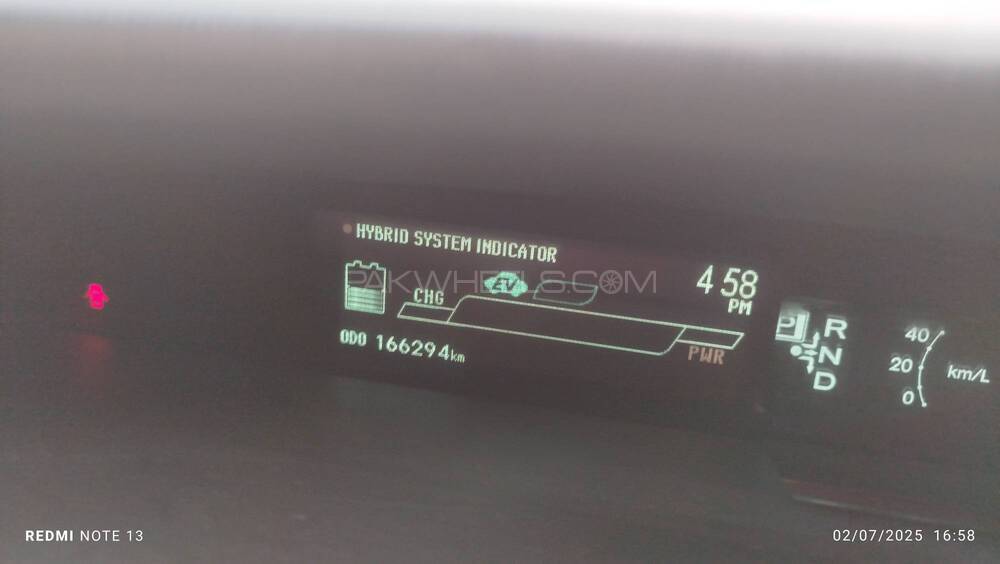 HYBRID SYSTEM INDICATOR
PAKWHEELS.COM
4 58
PM
EV
CHG
PWR
ODO 166294km
P R
N
D
40
20
0
km/L
REDMI NOTE 13
02/07/2025 16:58